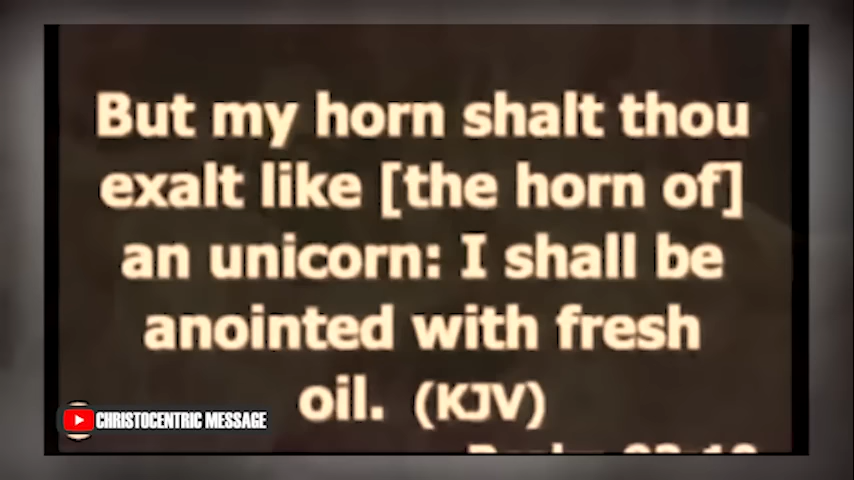 But my horn shalt thou
exalt like [the horn of]
an unicorn: I shall be
anointed with fresh
oil. (KJV)
CHRISTOCENTRIC MESSAGE